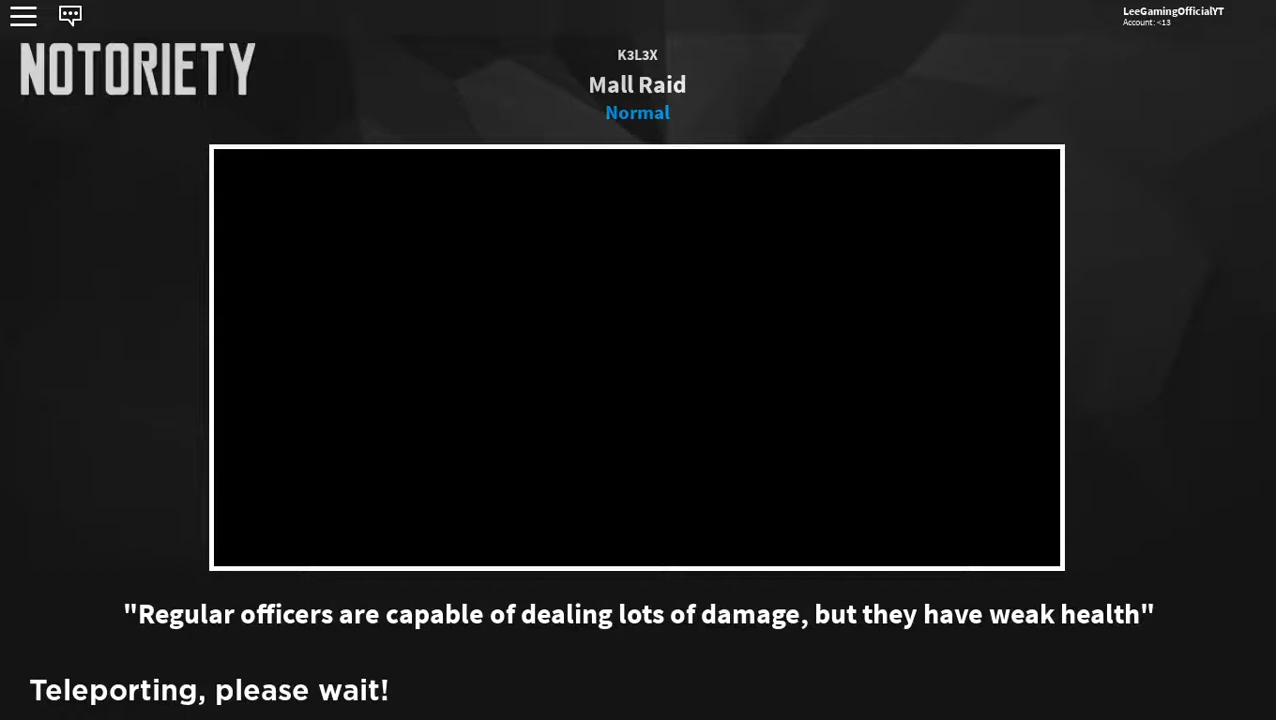 LeeGamingOfficialYT
Account: <13
NOTORIETY
K3L3X
Mall Raid
Normal
"Regular officers are capable of dealing lots of damage, but they have weak health"
Teleporting, please wait!